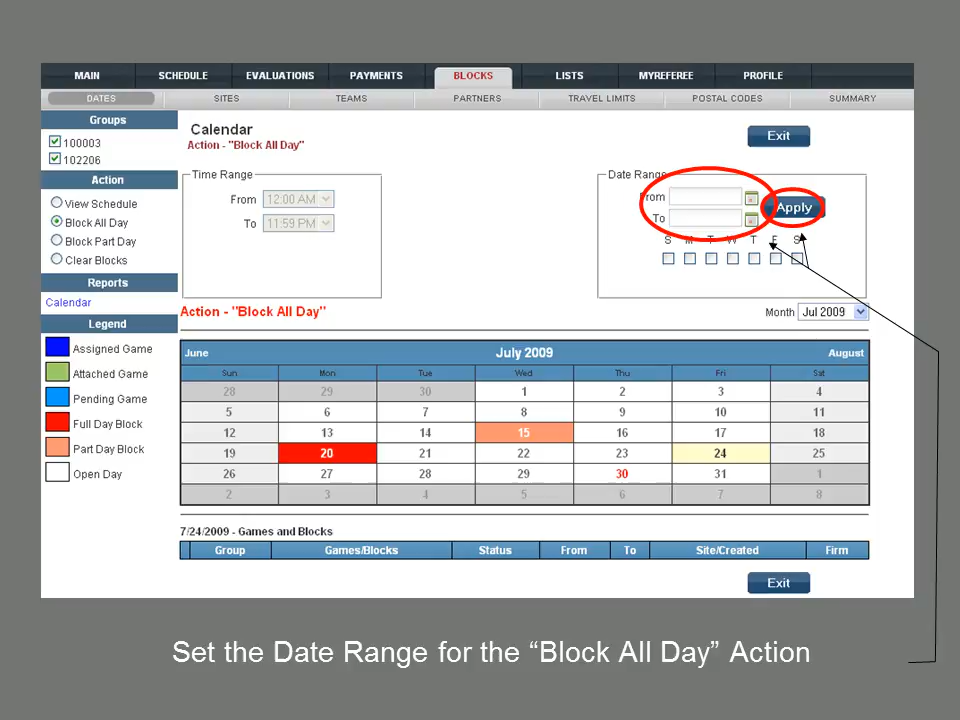 MAIN SCHEDULE EVALUATIONS PAYMENTS BLOCKS LISTS MYREFEREE PROFILE
DATES SITES TEAMS PARTNERS TRAVEL LIMITS POSTAL CODES SUMMARY
Groups
100003
102206
Action
View Schedule
Block All Day
Block Part Day
Clear Blocks
Reports
Calendar
Legend
Assigned Game
Attached Game
Pending Game
Full Day Block
Part Day Block
Open Day
Calendar
Action - "Block All Day"
Exit
Time Range
From 12:00 AM
To 11:59 PM
Date Range
From
To
Apply
S M T W T F S
Action - "Block All Day"
Month Jul 2009
June July 2009 August
Sun Mon Tue Wed Thu Fri Sat
28 29 30 1 2 3 4
5 6 7 8 9 10 11
12 13 14 15 16 17 18
19 20 21 22 23 24 25
26 27 28 29 30 31 1
2 3 4 5 6 7 8
7/24/2009 - Games and Blocks
Group Games/Blocks Status From To Site/Created Firm
Exit
Set the Date Range for the “Block All Day” Action